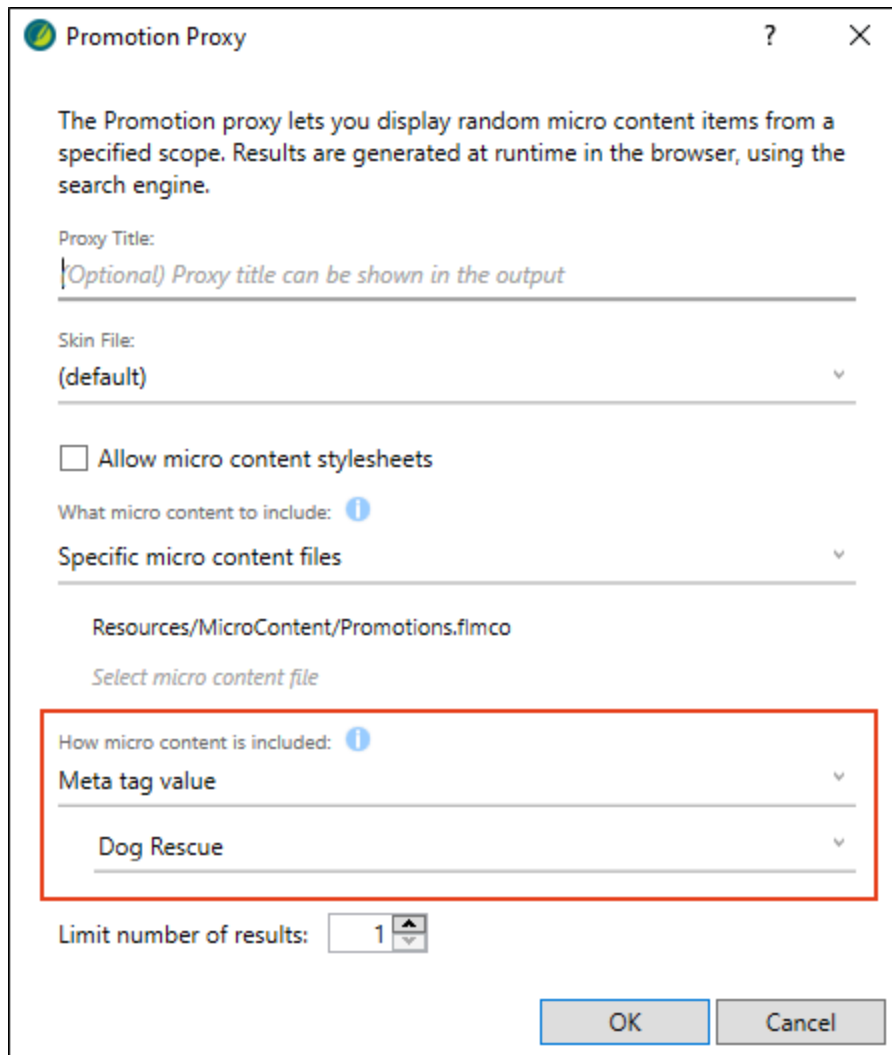 Promotion Proxy
?
The Promotion proxy lets you display random micro content items from a
specified scope. Results are generated at runtime in the browser, using the
search engine.
Proxy Title:
(Optional) Proxy title can be shown in the output
Skin File:
(default)
Allow micro content stylesheets
What micro content to include: i
Specific micro content files
Resources/MicroContent/Promotions.flmco
Select micro content file
How micro content is included: i
Meta tag value
Dog Rescue
Limit number of results: 1
OK Cancel